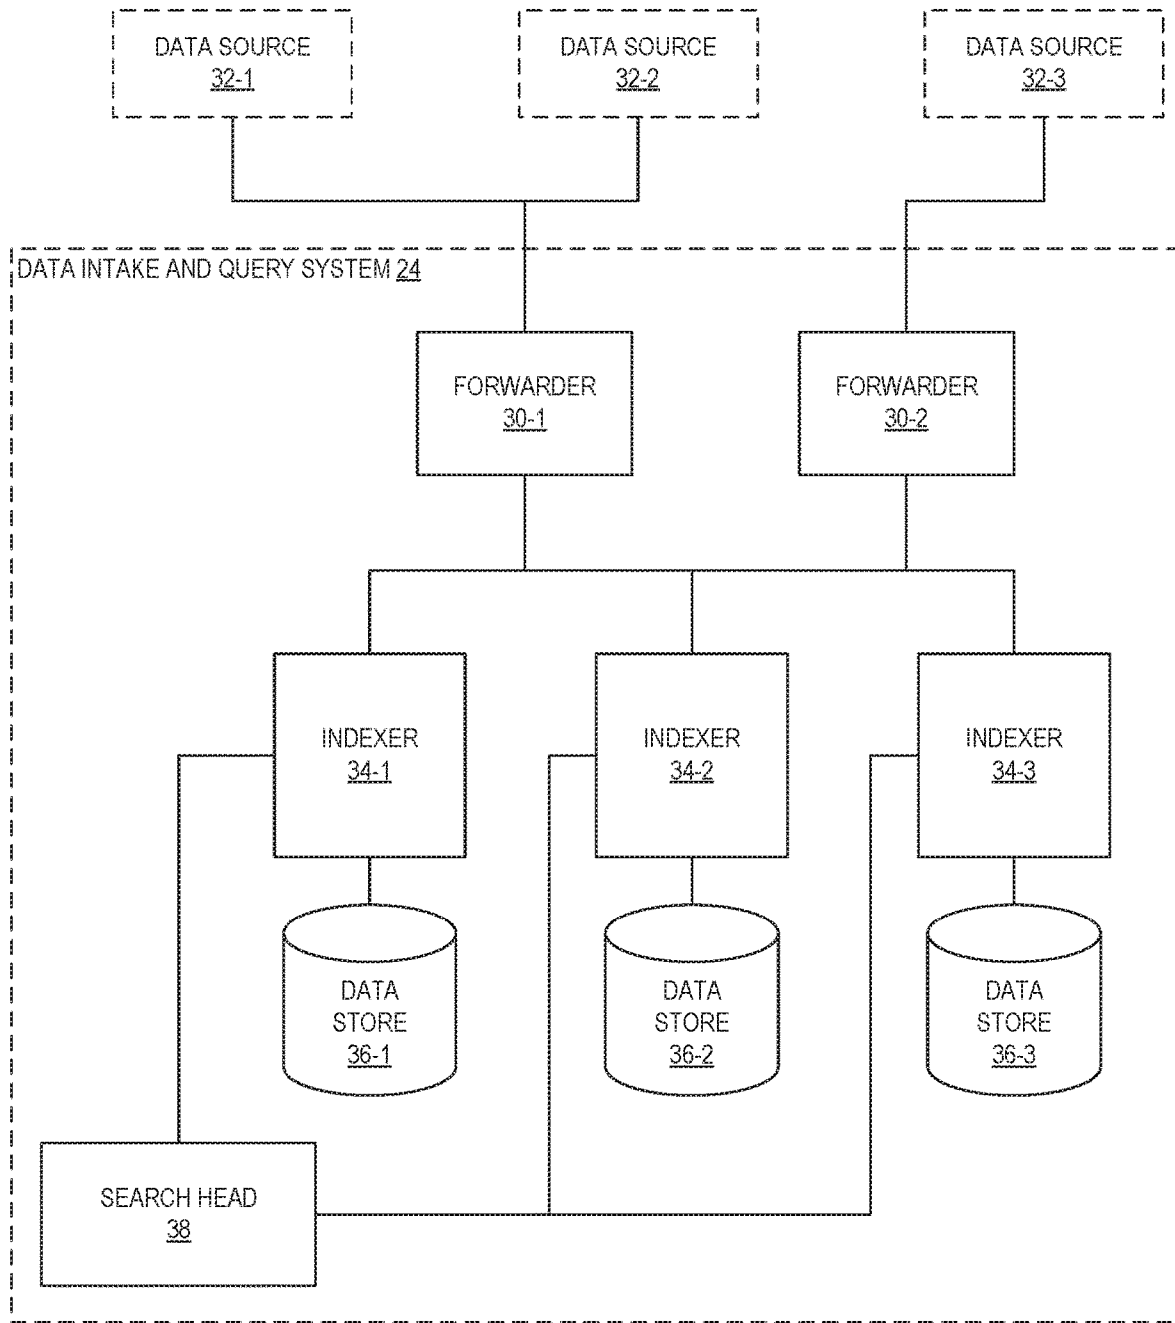 DATA SOURCE
32-1
DATA SOURCE
32-2
DATA SOURCE
32-3
DATA INTAKE AND QUERY SYSTEM 24
FORWARDER
30-1
FORWARDER
30-2
INDEXER
34-1
INDEXER
34-2
INDEXER
34-3
DATA
STORE
36-1
DATA
STORE
36-2
DATA
STORE
36-3
SEARCH HEAD
38